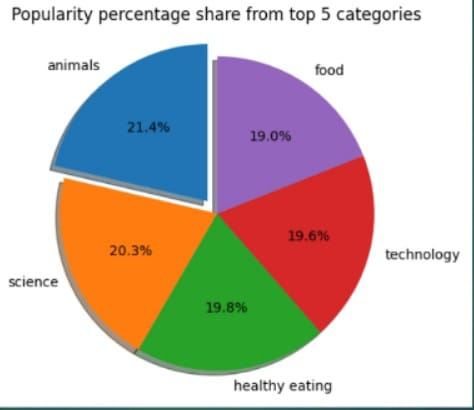 Popularity percentage share from top 5 categories
animals
food
21.4%
19.0%
technology
19.6%
20.3%
science
19.8%
healthy eating